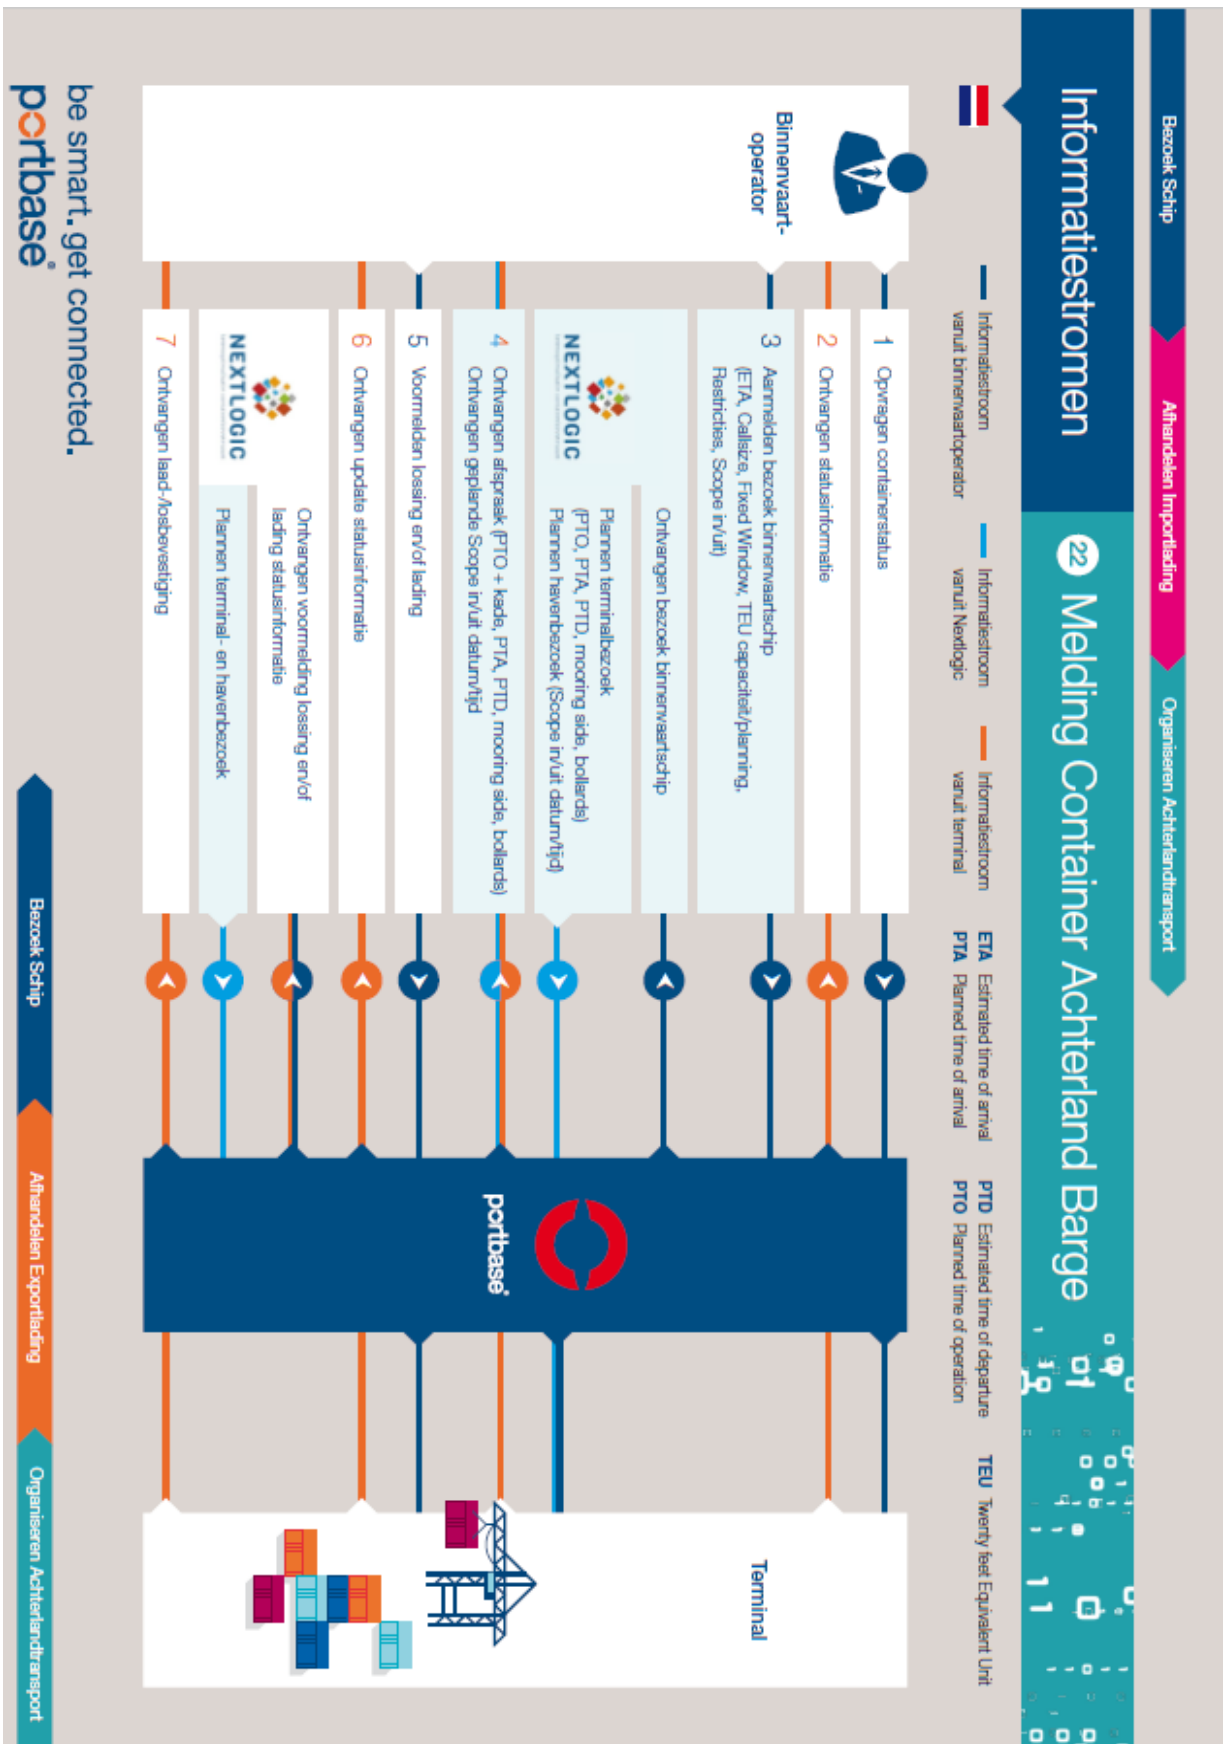 Bezoek Schip
Afhandelen Importlading
Organiseren Achterlandtransport
Informatiestromen
22 Melding Container Achterland Barge
Informatiestroom
vanuit binnenvaartoperator
Informatiestroom
vanuit Nextlogic
Informatiestroom
vanuit terminal
ETA Estimated time of arrival
PTA Planned time of arrival
PTD Estimated time of departure
PTO Planned time of operation
TEU Twenty feet Equivalent Unit
Binnenvaart-
operator
1 Opvragen containerstatus
2 Ontvangen statusinformatie
3 Aanmelden bezoek binnenvaartschip
(ETA, Callsize, Fixed Window, TEU capaciteit/planning,
Restricties, Scope in/uit)
Ontvangen bezoek binnenvaartschip
NEXTLOGIC
Plannen terminalbezoek
(PTO, PTA, PTD, mooring side, bollards)
Plannen havenbezoek (Scope in/uit datum/tijd)
4 Ontvangen afspraak (PTO + kade, PTA, PTD, mooring side, bollards)
Ontvangen geplande Scope in/uit datum/tijd
5 Voormelden lossing en/of lading
6 Ontvangen update statusinformatie
NEXTLOGIC
Ontvangen voormelding lossing en/of
lading statusinformatie
Plannen terminal- en havenbezoek
7 Ontvangen laad-/losbevestiging
portbase
Terminal
be smart. get connected.
portbase
Bezoek Schip
Afhandelen Exportlading
Organiseren Achterlandtransport